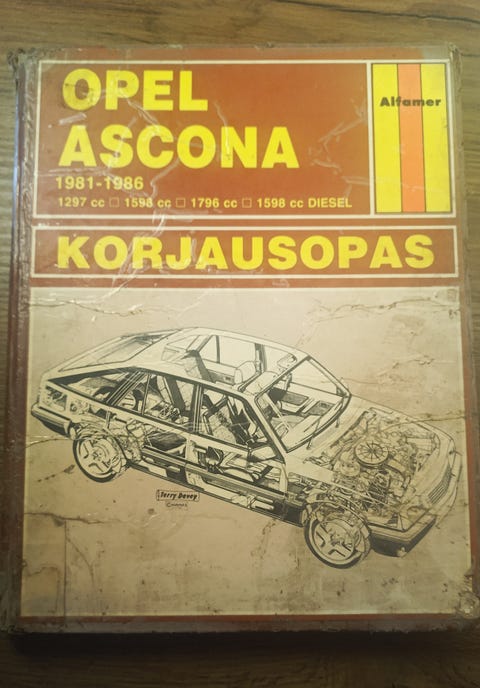 OPEL
ASCONA
Alfamer
1981-1986
1297 cc □ 1598 cc □ 1796 cc □ 1598 cc DIESEL
KORJAUSOPAS
Terry Davey